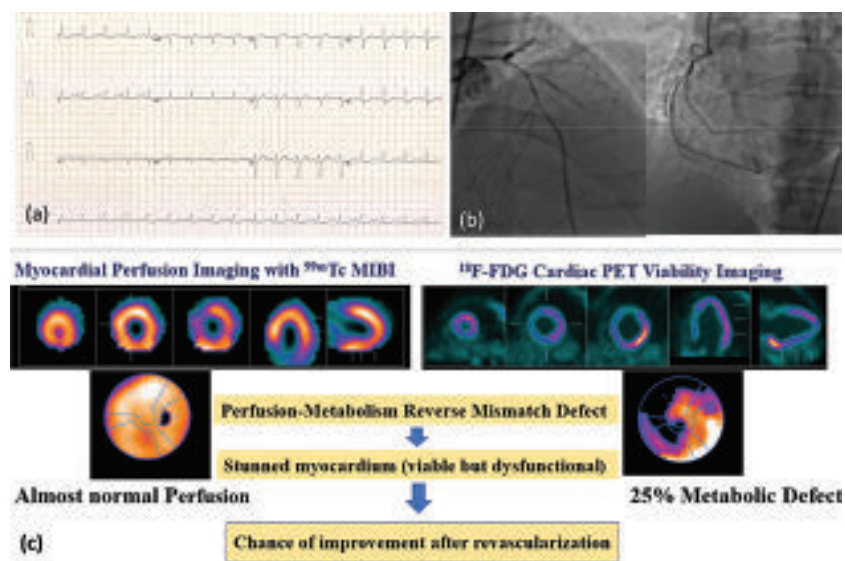 (a)
(b)
Myocardial Perfusion Imaging with ⁹⁹ᵐTc MIBI
¹⁸F-FDG Cardiac PET Viability Imaging
Perfusion-Metabolism Reverse Mismatch Defect
Stunned myocardium (viable but dysfunctional)
Almost normal Perfusion
25% Metabolic Defect
(c)
Chance of improvement after revascularization